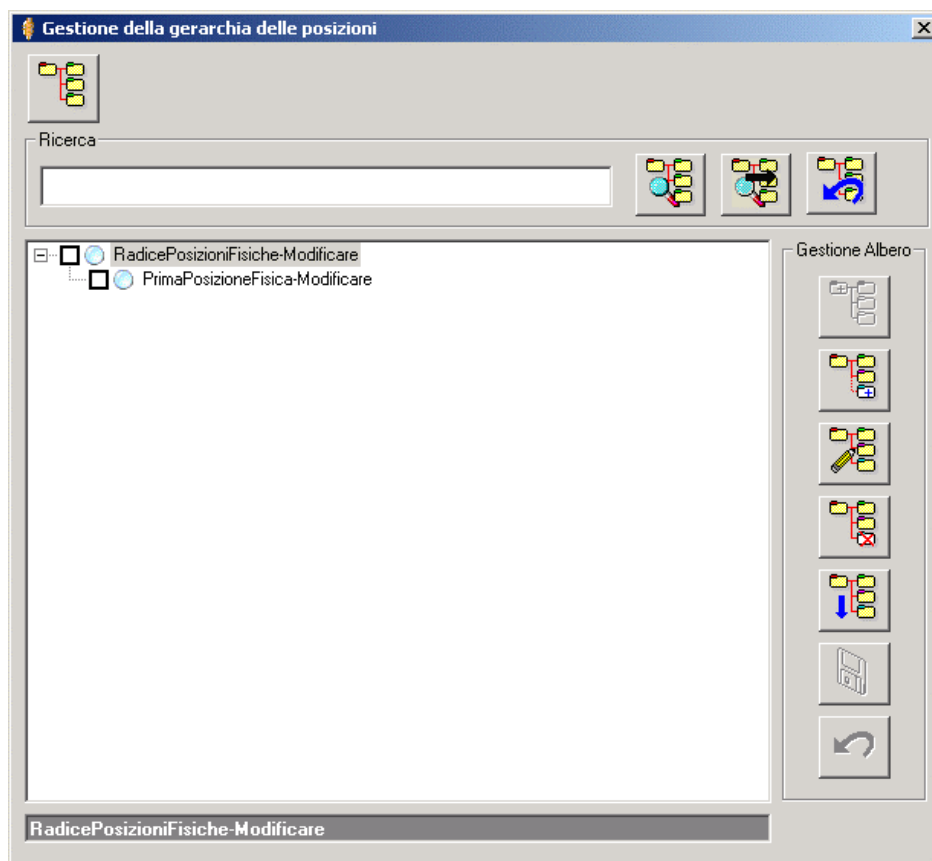 Gestione della gerarchia delle posizioni
Ricerca
RadicePosizioniFisiche-Modificare
PrimaPosizioneFisica-Modificare
Gestione Albero
RadicePosizioniFisiche-Modificare